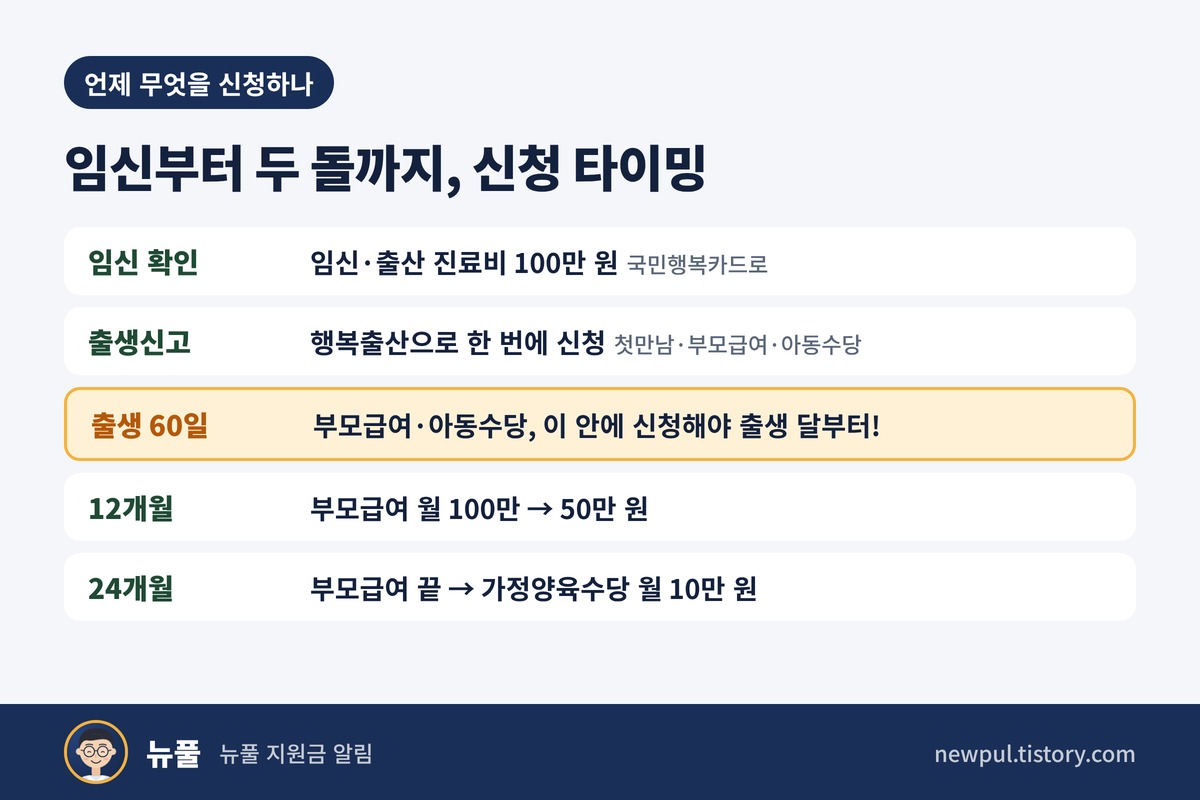 언제 무엇을 신청하나
임신부터 두 돌까지, 신청 타이밍
임신 확인 임신·출산 진료비 100만 원 국민행복카드로
출생신고 행복출산으로 한 번에 신청 첫만남·부모급여·아동수당
출생 60일 부모급여·아동수당, 이 안에 신청해야 출생 달부터!
12개월 부모급여 월 100만 → 50만 원
24개월 부모급여 끝 → 가정양육수당 월 10만 원
뉴풀 뉴풀 지원금 알림 newpul.tistory.com